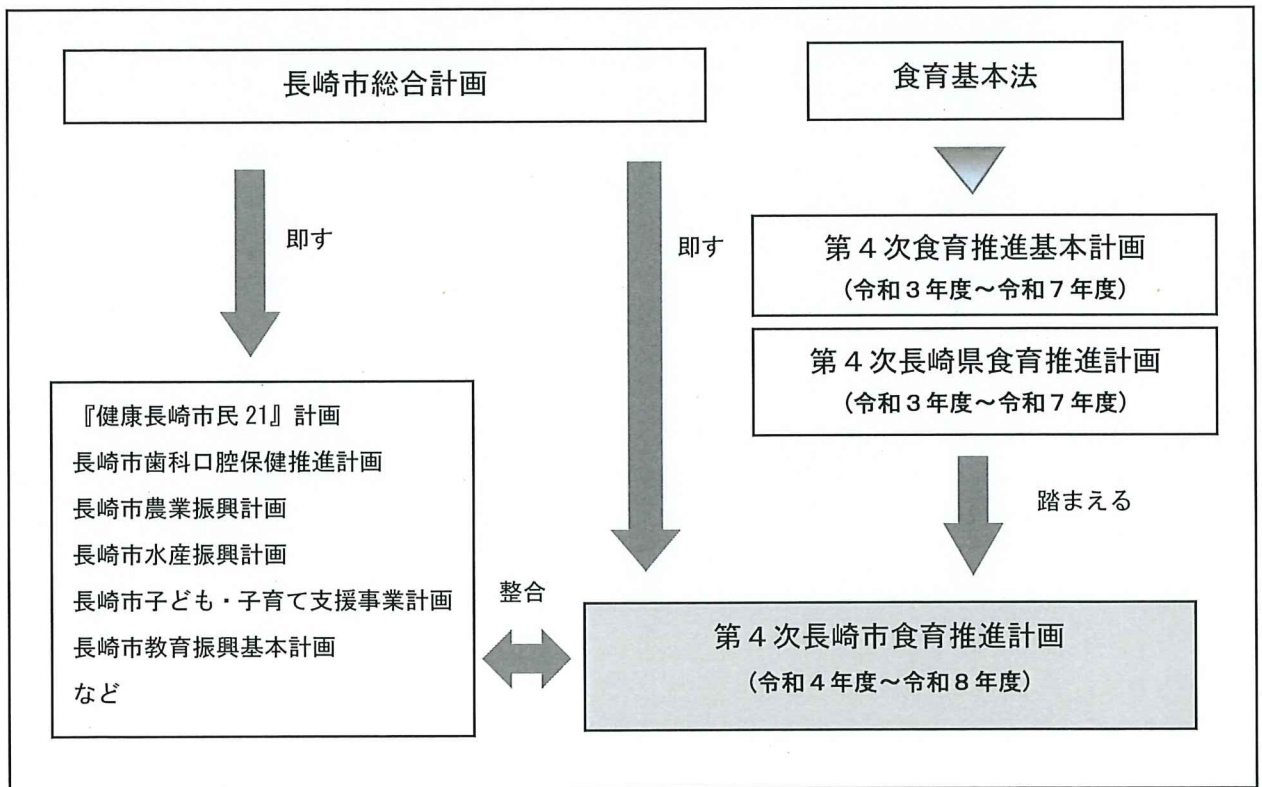 長崎市総合計画
食育基本法
即す
即す
第４次食育推進基本計画
（令和３年度～令和７年度）
第４次長崎県食育推進計画
（令和３年度～令和７年度）
踏まえる
『健康長崎市民21』計画
長崎市歯科口腔保健推進計画
長崎市農業振興計画
長崎市水産振興計画
長崎市子ども・子育て支援事業計画
長崎市教育振興基本計画
など
整合
第４次長崎市食育推進計画
（令和４年度～令和８年度）